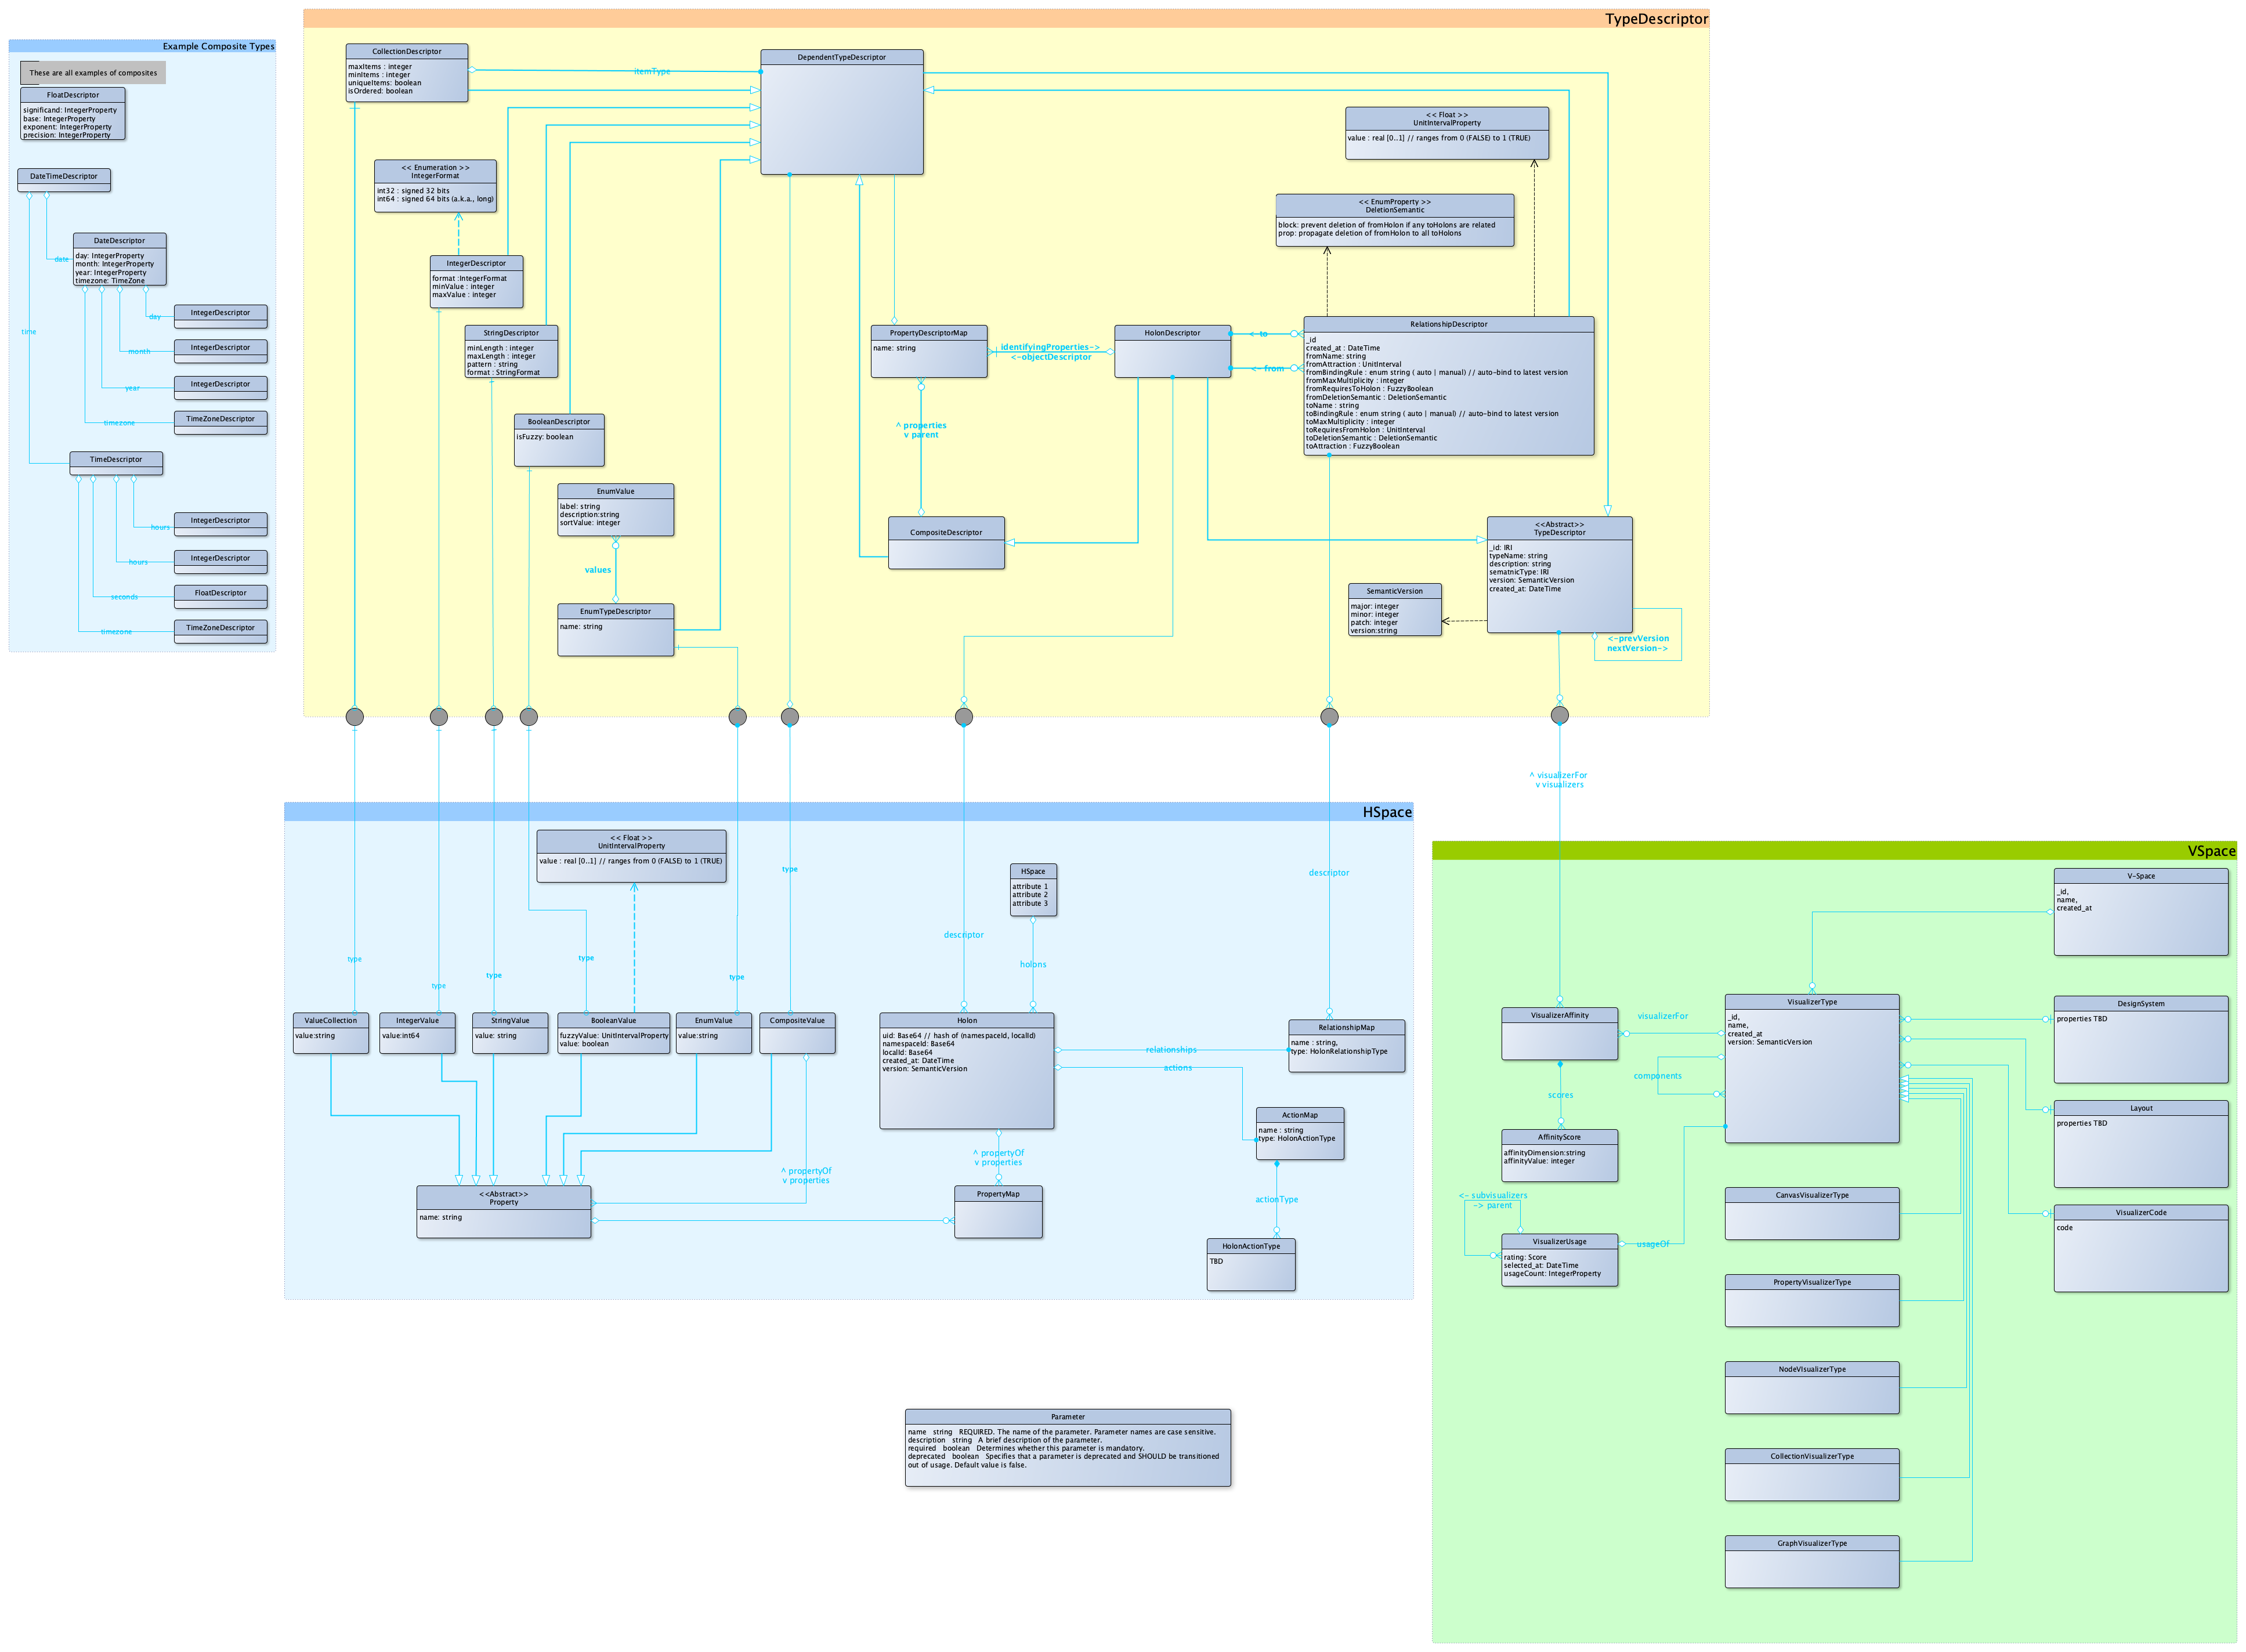 TypeDescriptor
Example Composite Types
These are all examples of composites
FloatDescriptor
significand: IntegerProperty
base: IntegerProperty
exponent: IntegerProperty
precision: IntegerProperty
DateTimeDescriptor
DateDescriptor
day: IntegerProperty
month: IntegerProperty
year: IntegerProperty
timezone: TimeZone
date
time
day
IntegerDescriptor
month
IntegerDescriptor
year
IntegerDescriptor
timezone
TimeZoneDescriptor
TimeDescriptor
hours
IntegerDescriptor
hours
IntegerDescriptor
seconds
FloatDescriptor
timezone
TimeZoneDescriptor
CollectionDescriptor
maxItems : integer
minItems : integer
uniqueItems: boolean
isOrdered: boolean
itemType
DependentTypeDescriptor
<< Enumeration >>
IntegerFormat
int32 : signed 32 bits
int64 : signed 64 bits (a.k.a., long)
IntegerDescriptor
format :IntegerFormat
minValue : integer
maxValue : integer
StringDescriptor
minLength : integer
maxLength : integer
pattern : string
format : StringFormat
BooleanDescriptor
isFuzzy: boolean
EnumValue
label: string
description:string
sortValue: integer
values
EnumTypeDescriptor
name: string
<< Float >>
UnitIntervalProperty
value : real [0..1] // ranges from 0 (FALSE) to 1 (TRUE)
<< EnumProperty >>
DeletionSemantic
block: prevent deletion of fromHolon if any toHolons are related
prop: propagate deletion of fromHolon to all toHolons
PropertyDescriptorMap
name: string
identifyingProperties->
<-objectDescriptor
HolonDescriptor
<- to
<- from
RelationshipDescriptor
_id
created_at : DateTime
fromName: string
fromAttraction : UnitInterval
fromBindingRule : enum string ( auto | manual) // auto-bind to latest version
fromMaxMultiplicity : integer
fromRequiresToHolon : FuzzyBoolean
fromDeletionSemantic : DeletionSemantic
toName : string
toBindingRule : enum string ( auto | manual) // auto-bind to latest version
toMaxMultiplicity : integer
toRequiresFromHolon : UnitInterval
toDeletionSemantic : DeletionSemantic
toAttraction : FuzzyBoolean
^ properties
v parent
CompositeDescriptor
<<Abstract>>
TypeDescriptor
_id: IRI
typeName: string
description: string
sematnicType: IRI
version: SemanticVersion
created_at: DateTime
SemanticVersion
major: integer
minor: integer
patch: integer
version:string
<-prevVersion
nextVersion->
^ visualizerFor
v visualizers
HSpace
<< Float >>
UnitIntervalProperty
value : real [0..1] // ranges from 0 (FALSE) to 1 (TRUE)
type
type
type
type
type
type
descriptor
descriptor
HSpace
attribute 1
attribute 2
attribute 3
holons
ValueCollection
value:string
IntegerValue
value:int64
StringValue
value: string
BooleanValue
fuzzyValue: UnitIntervalProperty
value: boolean
EnumValue
value:string
CompositeValue
Holon
uid: Base64 // hash of (namespaceId, localId)
namespaceId: Base64
localId: Base64
created_at: DateTime
version: SemanticVersion
relationships
actions
RelationshipMap
name : string,
type: HolonRelationshipType
ActionMap
name : string
type: HolonActionType
actionType
HolonActionType
TBD
^ propertyOf
v properties
^ propertyOf
v properties
<<Abstract>>
Property
name: string
PropertyMap
Parameter
name string REQUIRED. The name of the parameter. Parameter names are case sensitive.
description string A brief description of the parameter.
required boolean Determines whether this parameter is mandatory.
deprecated boolean Specifies that a parameter is deprecated and SHOULD be transitioned
out of usage. Default value is false.
VSpace
V-Space
_id,
name,
created_at
VisualizerAffinity
visualizerFor
components
scores
VisualizerType
_id,
name,
created_at
version: SemanticVersion
DesignSystem
properties TBD
Layout
properties TBD
AffinityScore
affinityDimension:string
affinityValue: integer
<- subvisualizers
-> parent
VisualizerUsage
rating: Score
selected_at: DateTime
usageCount: IntegerProperty
usageOf
VisualizerCode
code
CanvasVisualizerType
PropertyVisualizerType
NodeVIsualizerType
CollectionVisualizerType
GraphVisualizerType